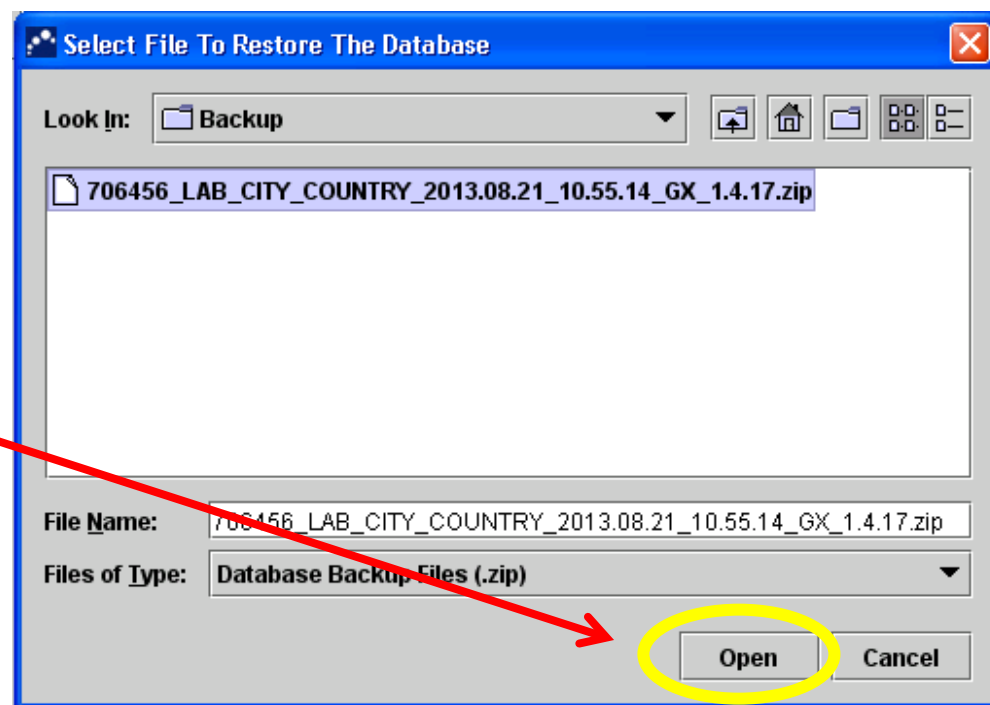 Select File To Restore The Database
Look In: Backup
706456_LAB_CITY_COUNTRY_2013.08.21_10.55.14_GX_1.4.17.zip
File Name: 706456_LAB_CITY_COUNTRY_2013.08.21_10.55.14_GX_1.4.17.zip
Files of Type: Database Backup Files (.zip)
Open Cancel